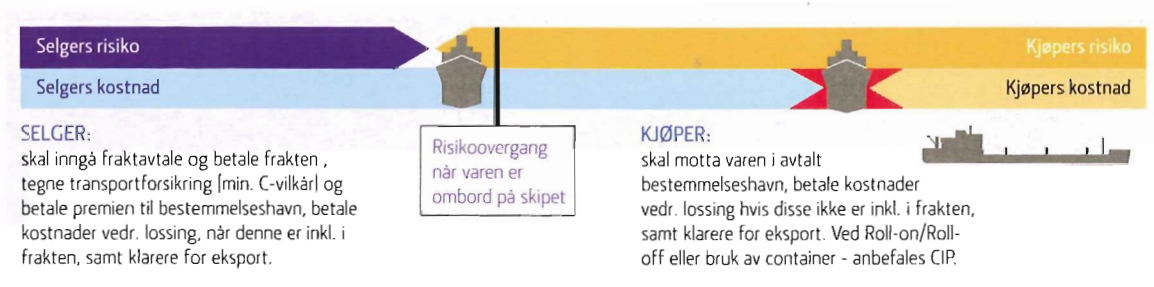 Selgers risiko
Kjøpers risiko
Selgers kostnad
Kjøpers kostnad
SELGER:
skal inngå fraktavtale og betale frakten ,
tegne transportforsikring [min. C-vilkår] og
betale premien til bestemmelseshavn, betale
kostnader vedr. lossing, når denne er inkl. i
frakten, samt klarere for eksport.
Risikoovergang
når varen er
ombord på skipet
KJØPER:
skal motta varen i avtalt
bestemmelseshavn, betale kostnader
vedr. lossing hvis disse ikke er inkl. i frakten,
samt klarere for eksport. Ved Roll-on/Roll-
off eller bruk av container - anbefales CIP.